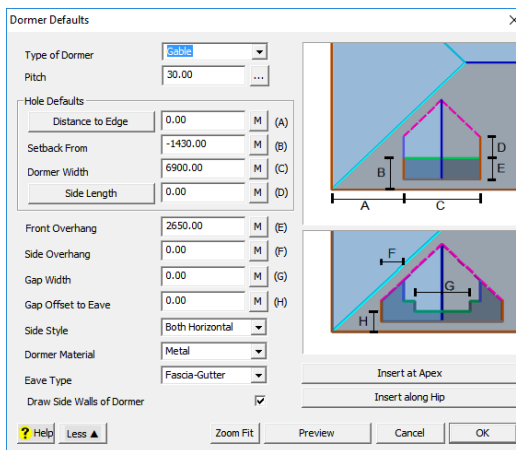 Dormer Defaults
Type of Dormer Gable
Pitch 30.00 ...
Hole Defaults
Distance to Edge 0.00 M (A)
Setback From -1430.00 M (B)
Dormer Width 6900.00 M (C)
Side Length 0.00 M (D)
Front Overhang 2650.00 M (E)
Side Overhang 0.00 M (F)
Gap Width 0.00 M (G)
Gap Offset to Eave 0.00 M (H)
Side Style Both Horizontal
Dormer Material Metal
Eave Type Fascia-Gutter
Draw Side Walls of Dormer
D
B E
A C
F
G
H
Insert at Apex
Insert along Hip
? Help Less ▲ Zoom Fit Preview Cancel OK